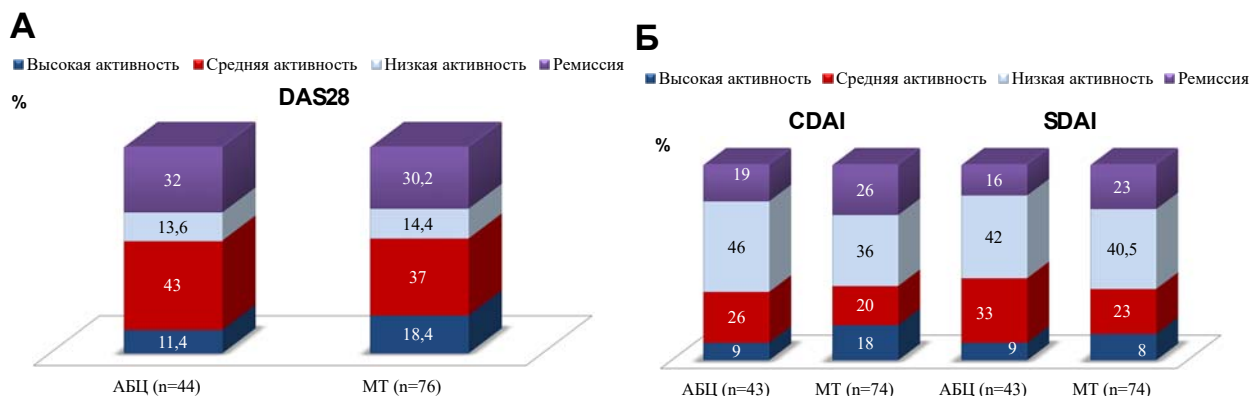 А
■ Высокая активность ■ Средняя активность ■ Низкая активность ■ Ремиссия
DAS28
%
32
30,2
13,6
14,4
43
37
11,4
18,4
АБЦ (n=44) МТ (n=76)
Б
■ Высокая активность ■ Средняя активность ■ Низкая активность ■ Ремиссия
CDAI SDAI
%
19 26 16 23
46 36 42 40,5
26 20 33 23
9 18 9 8
АБЦ (n=43) МТ (n=74) АБЦ (n=43) МТ (n=74)